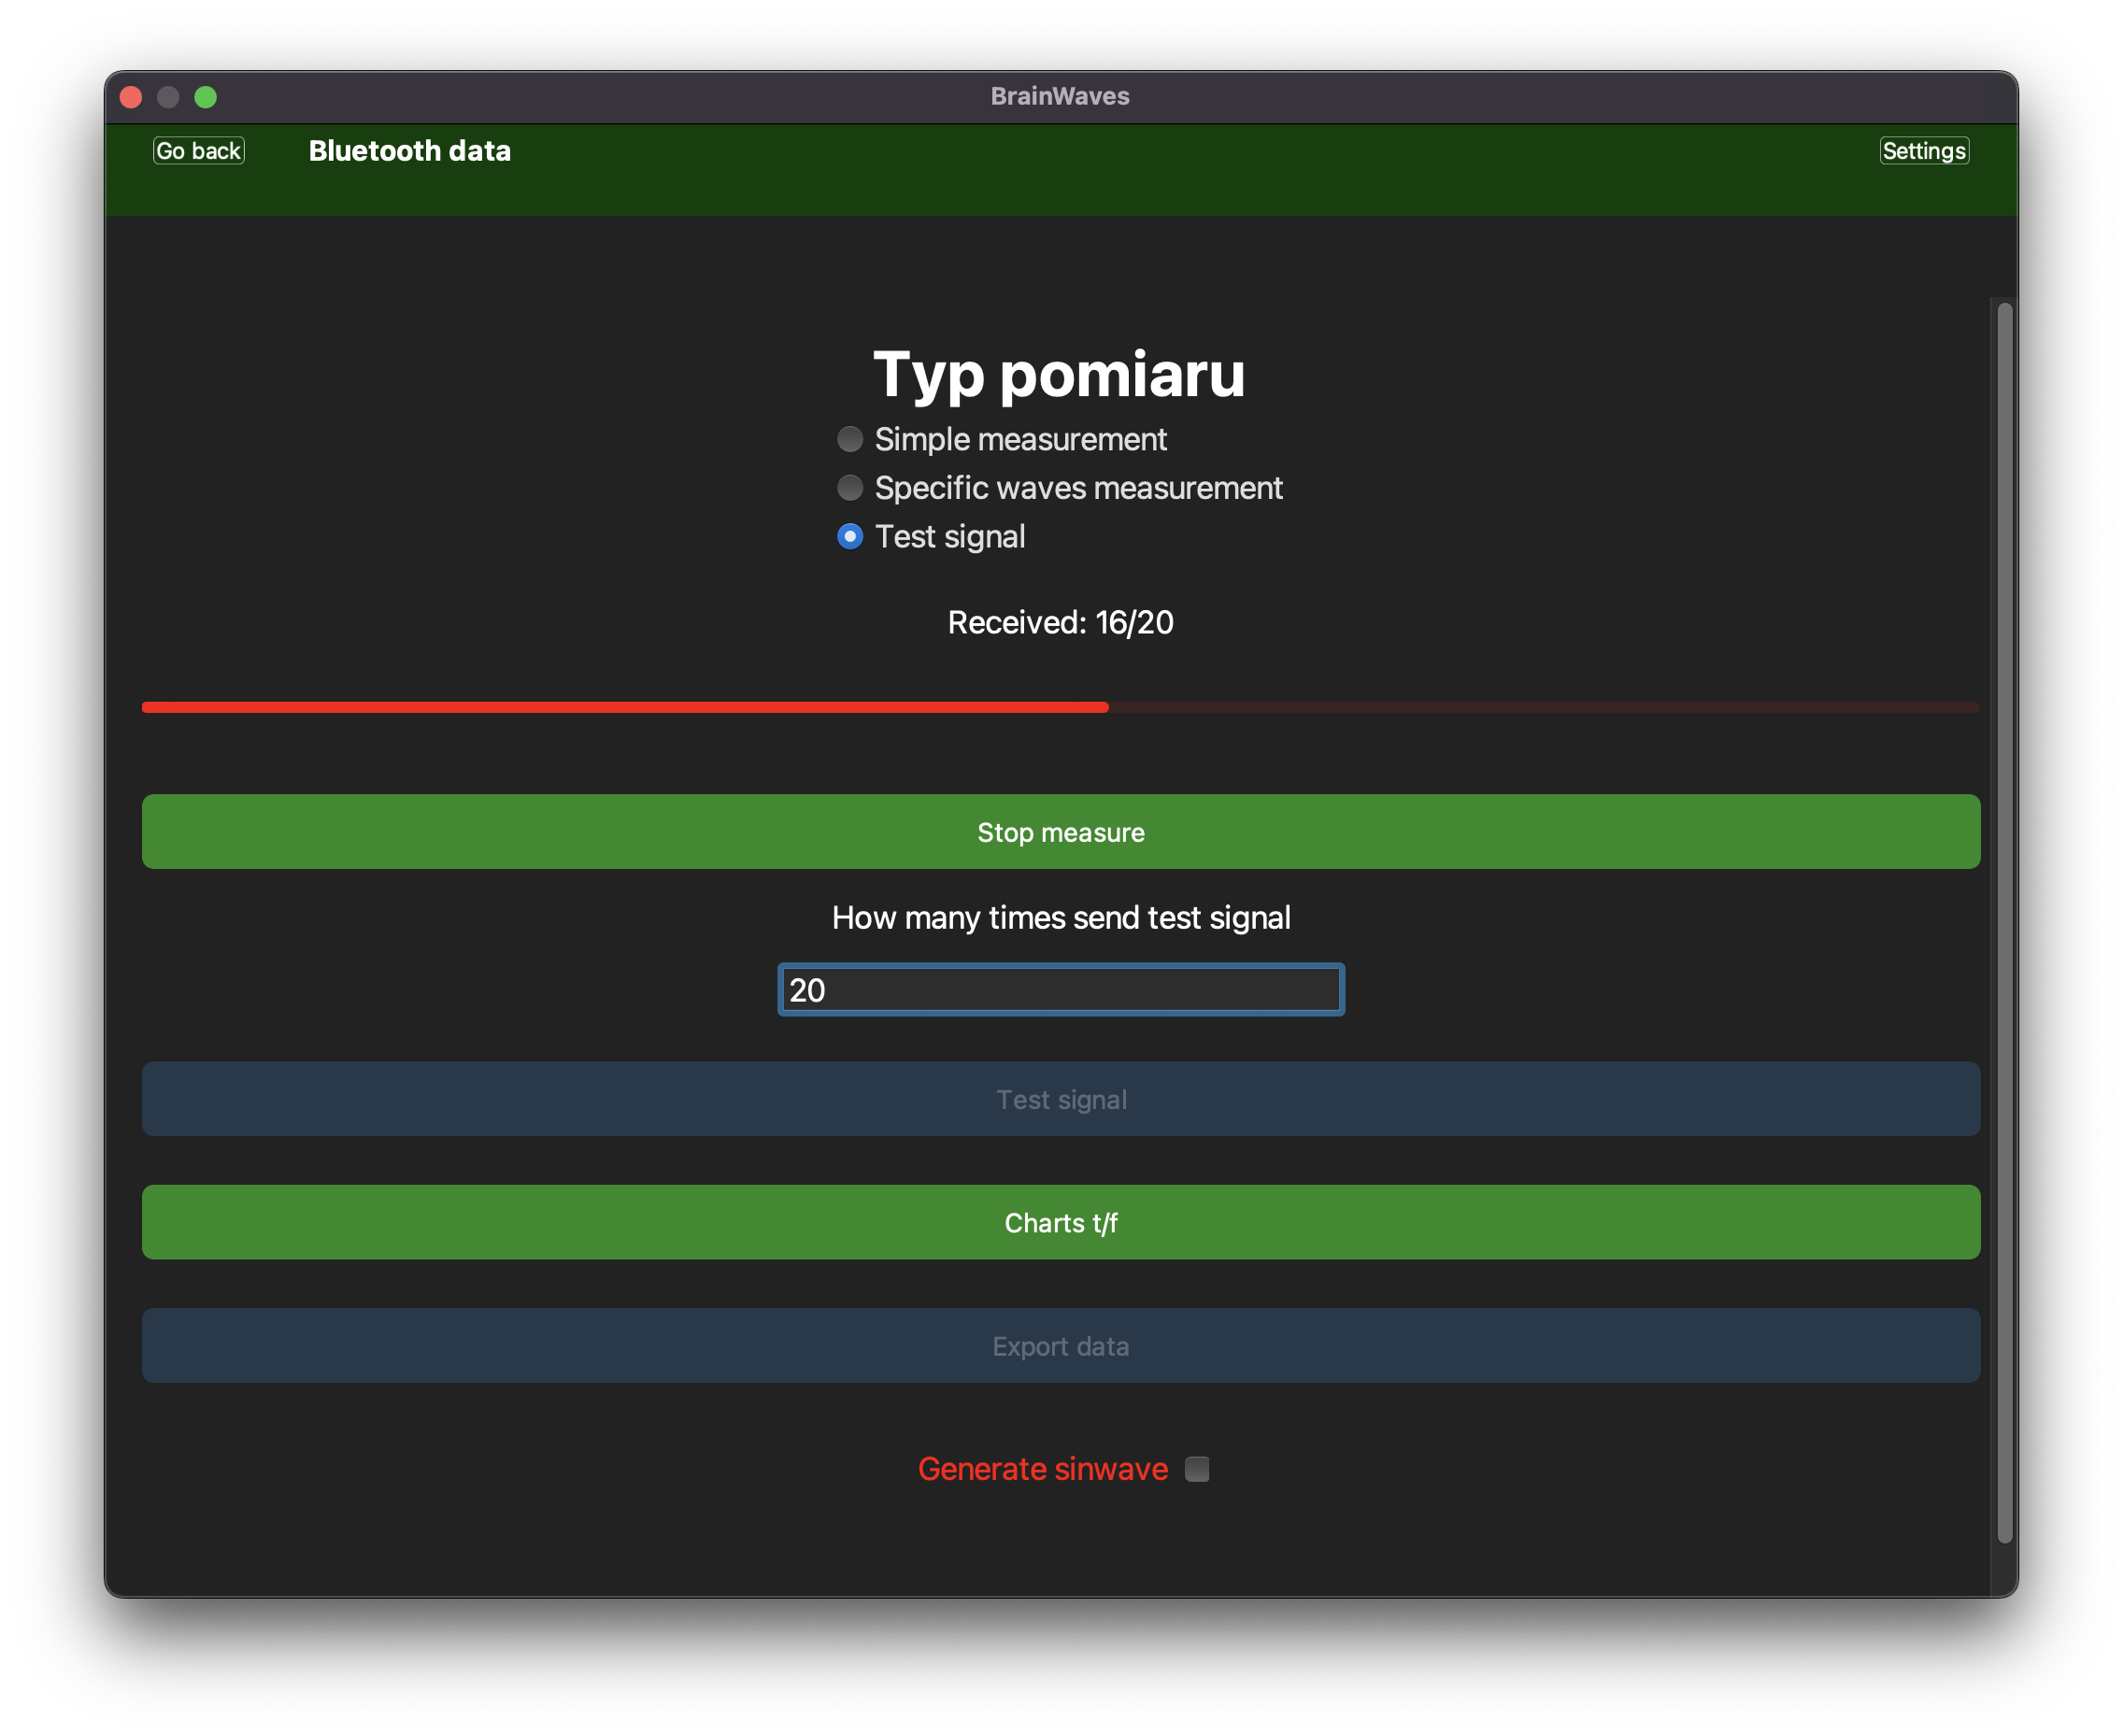 BrainWaves
Go back Bluetooth data Settings
Typ pomiaru
Simple measurement
Specific waves measurement
Test signal
Received: 16/20
Stop measure
How many times send test signal
20
Test signal
Charts t/f
Export data
Generate sinwave